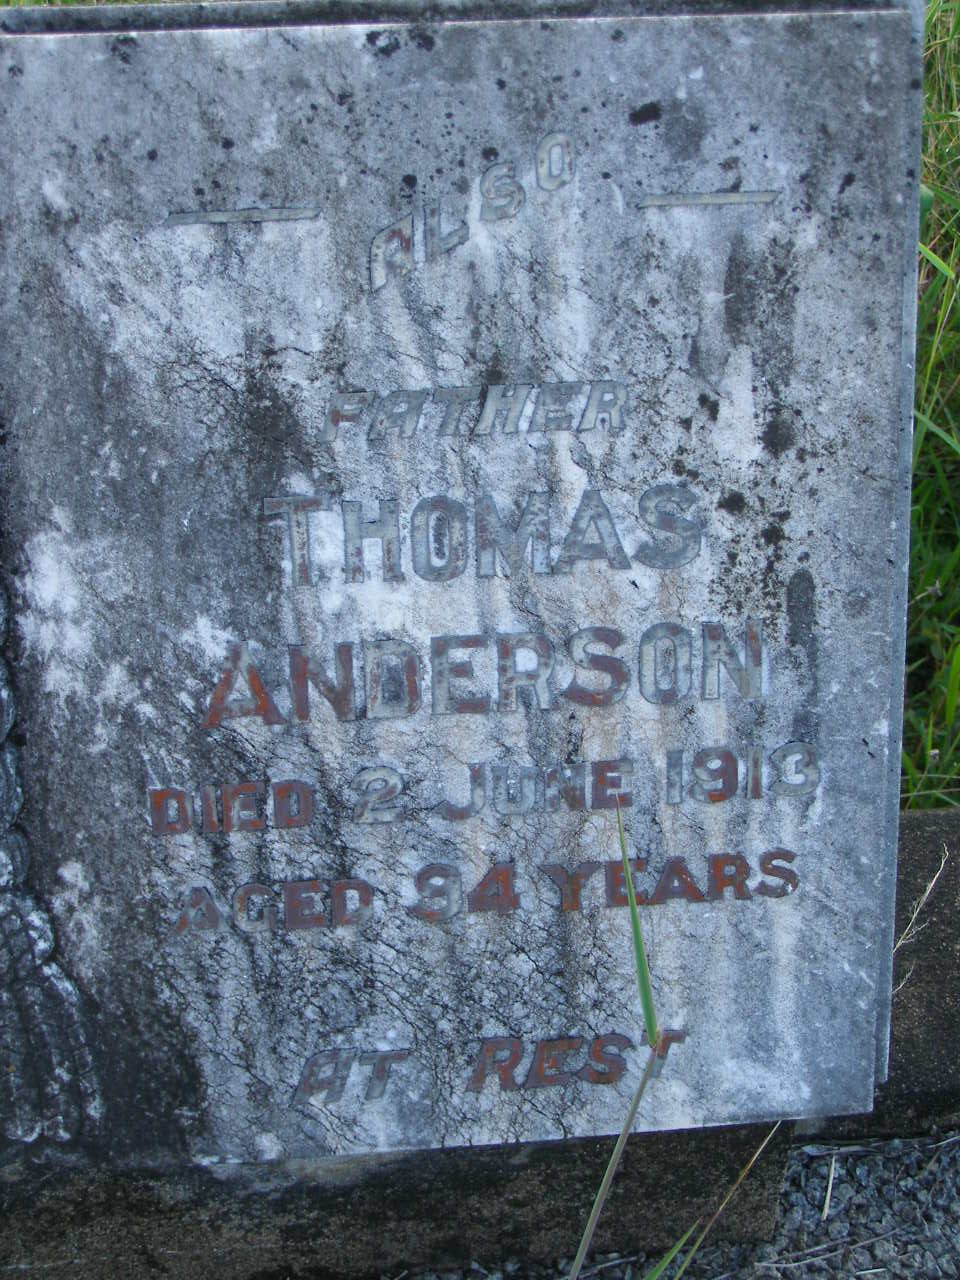 ALSO
FATHER
THOMAS
ANDERSON
DIED 2 JUNE 1913
AGED 94 YEARS
AT REST